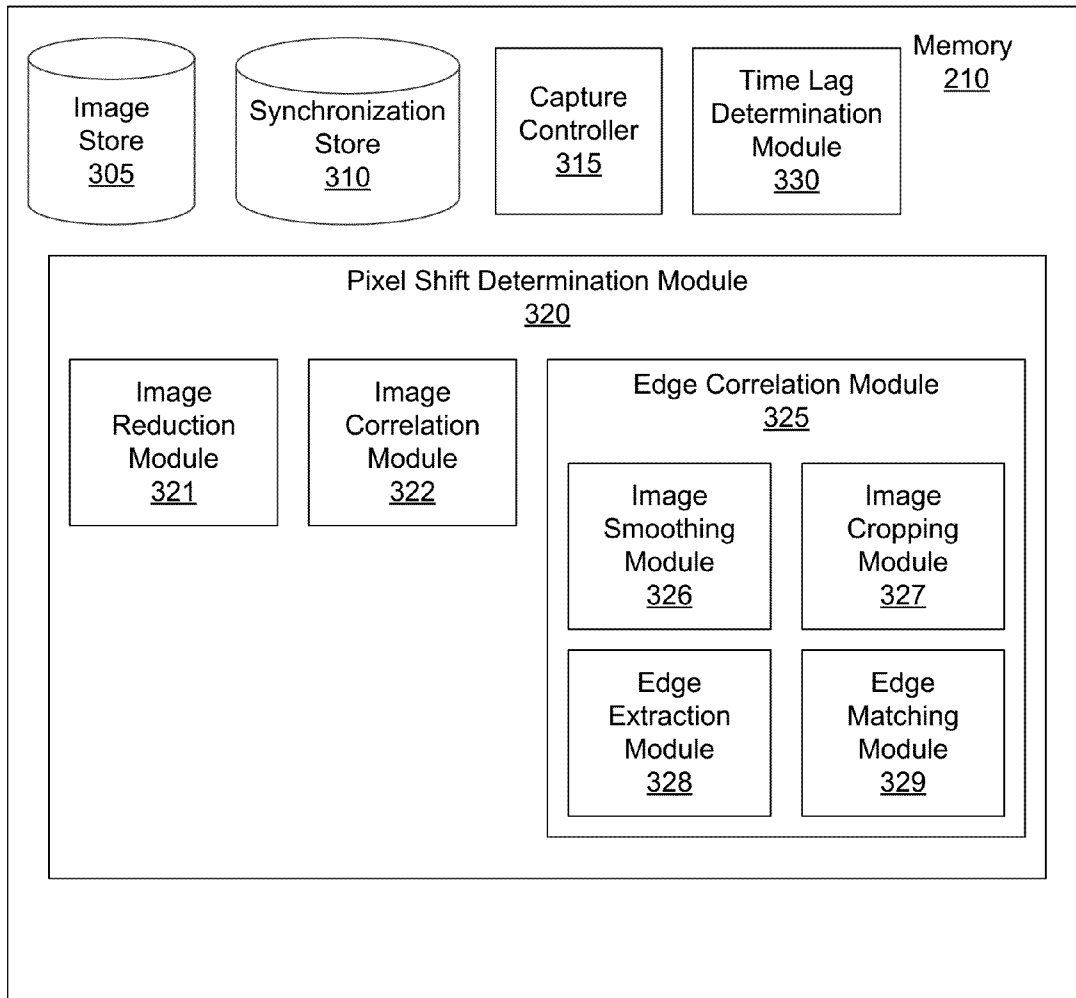 Memory
210
Image
Store
305
Synchronization
Store
310
Capture
Controller
315
Time Lag
Determination
Module
330
Pixel Shift Determination Module
320
Image
Reduction
Module
321
Image
Correlation
Module
322
Edge Correlation Module
325
Image
Smoothing
Module
326
Image
Cropping
Module
327
Edge
Extraction
Module
328
Edge
Matching
Module
329